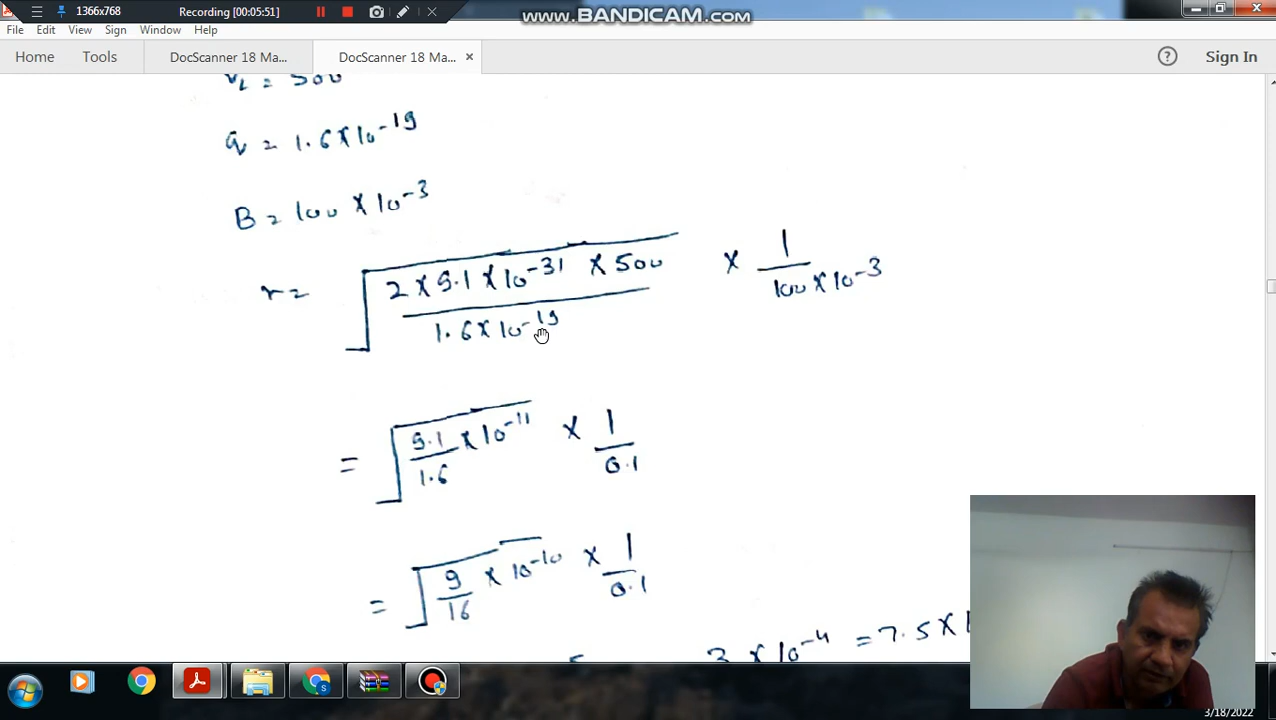 1366x768 Recording [00:05:51] WWW.BANDICAM.COM
File Edit View Sign Window Help
Home Tools DocScanner 18 Ma... DocScanner 18 Ma... × ? Sign In
= 500
q = 1.6×10⁻¹⁹
B = 100 × 10⁻³
r = √(2×9.1×10⁻³¹ × 500 / 1.6×10⁻¹⁹) × 1/(100×10⁻³)
= √(9.1/1.6 × 10⁻¹¹) × 1/0.1
= √(9/16 × 10⁻¹⁰) × 1/0.1
3 × 10⁻⁴ = 7.5 ×
3/18/2022